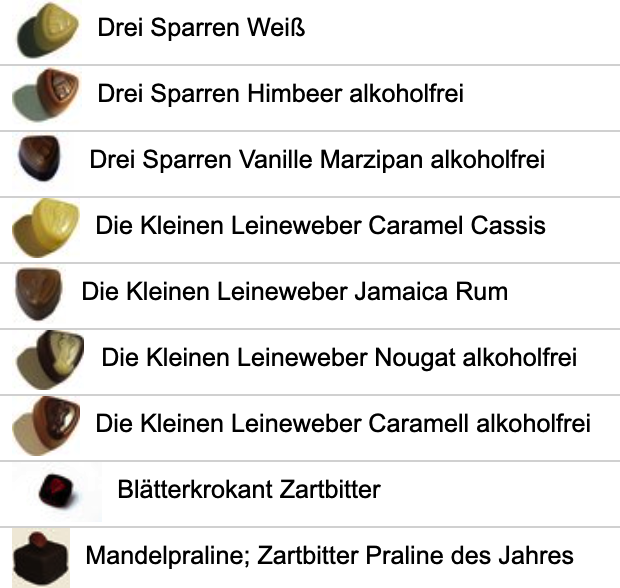 Drei Sparren Weiß
Drei Sparren Himbeer alkoholfrei
Drei Sparren Vanille Marzipan alkoholfrei
Die Kleinen Leineweber Caramel Cassis
Die Kleinen Leineweber Jamaica Rum
Die Kleinen Leineweber Nougat alkoholfrei
Die Kleinen Leineweber Caramell alkoholfrei
Blätterkrokant Zartbitter
Mandelpraline; Zartbitter Praline des Jahres